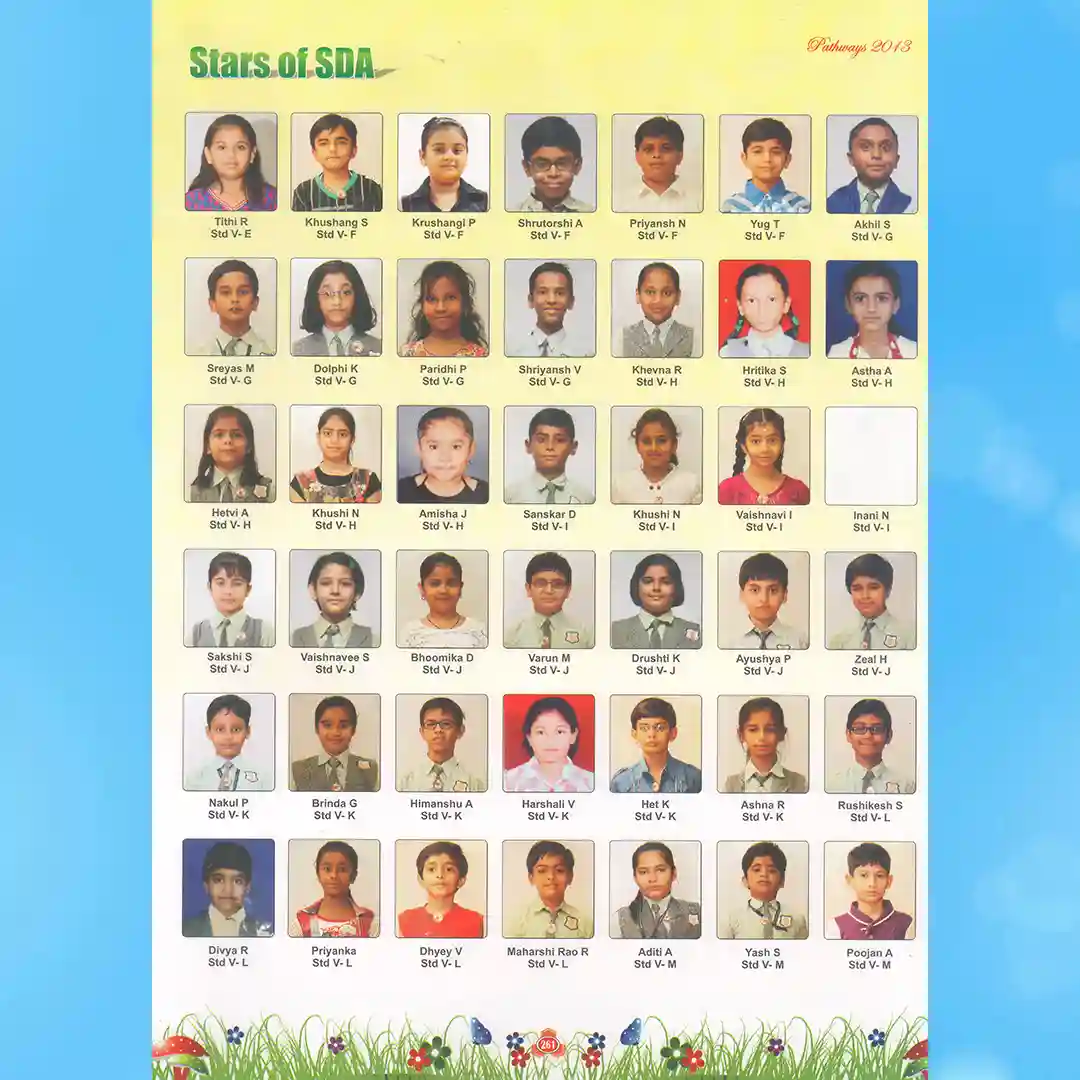 Stars of SDA
Pathways 2013
Tithi R
Std V- E
Khushang S
Std V- F
Krushangi P
Std V- F
Shrutorshi A
Std V- F
Priyansh N
Std V- F
Yug T
Std V- F
Akhil S
Std V- G
Sreyas M
Std V- G
Dolphi K
Std V- G
Paridhi P
Std V- G
Shriyansh V
Std V- G
Khevna R
Std V- H
Hritika S
Std V- H
Astha A
Std V- H
Hetvi A
Std V- H
Khushi N
Std V- H
Amisha J
Std V- H
Sanskar D
Std V- I
Khushi N
Std V- I
Vaishnavi I
Std V- I
Inani N
Std V- I
Sakshi S
Std V- J
Vaishnavee S
Std V- J
Bhoomika D
Std V- J
Varun M
Std V- J
Drushti K
Std V- J
Ayushya P
Std V- J
Zeal H
Std V- J
Nakul P
Std V- K
Brinda G
Std V- K
Himanshu A
Std V- K
Harshali V
Std V- K
Het K
Std V- K
Ashna R
Std V- K
Rushikesh S
Std V- L
Divya R
Std V- L
Priyanka
Std V- L
Dhyey V
Std V- L
Maharshi Rao R
Std V- L
Aditi A
Std V- M
Yash S
Std V- M
Poojan A
Std V- M
261